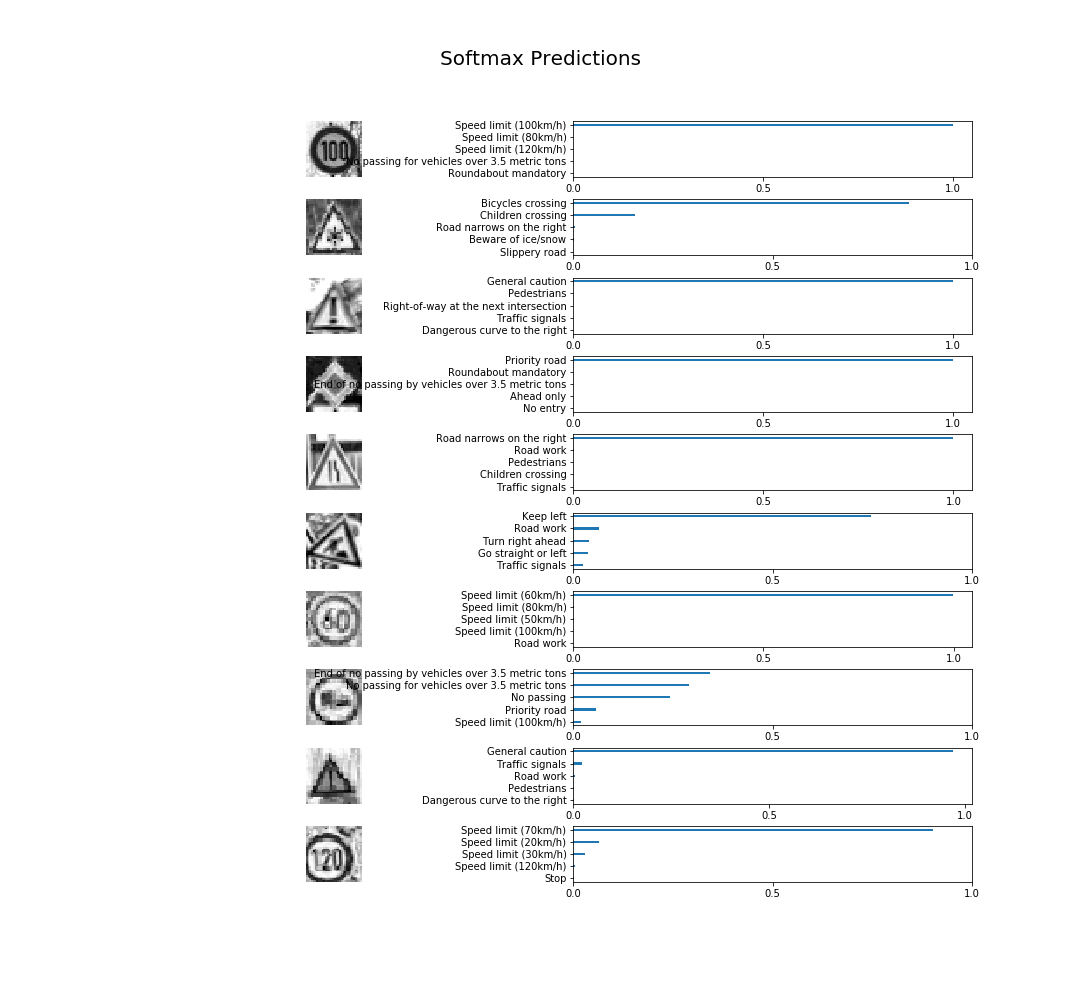 Softmax Predictions
100
Speed limit (100km/h)
Speed limit (80km/h)
Speed limit (120km/h)
No passing for vehicles over 3.5 metric tons
Roundabout mandatory
0.0 0.5 1.0
Bicycles crossing
Children crossing
Road narrows on the right
Beware of ice/snow
Slippery road
0.0 0.5 1.0
General caution
Pedestrians
Right-of-way at the next intersection
Traffic signals
Dangerous curve to the right
0.0 0.5 1.0
Priority road
Roundabout mandatory
End of no passing by vehicles over 3.5 metric tons
Ahead only
No entry
0.0 0.5 1.0
Road narrows on the right
Road work
Pedestrians
Children crossing
Traffic signals
0.0 0.5 1.0
Keep left
Road work
Turn right ahead
Go straight or left
Traffic signals
0.0 0.5 1.0
60
Speed limit (60km/h)
Speed limit (80km/h)
Speed limit (50km/h)
Speed limit (100km/h)
Road work
0.0 0.5 1.0
End of no passing by vehicles over 3.5 metric tons
No passing for vehicles over 3.5 metric tons
No passing
Priority road
Speed limit (100km/h)
0.0 0.5 1.0
General caution
Traffic signals
Road work
Pedestrians
Dangerous curve to the right
0.0 0.5 1.0
120
Speed limit (70km/h)
Speed limit (20km/h)
Speed limit (30km/h)
Speed limit (120km/h)
Stop
0.0 0.5 1.0